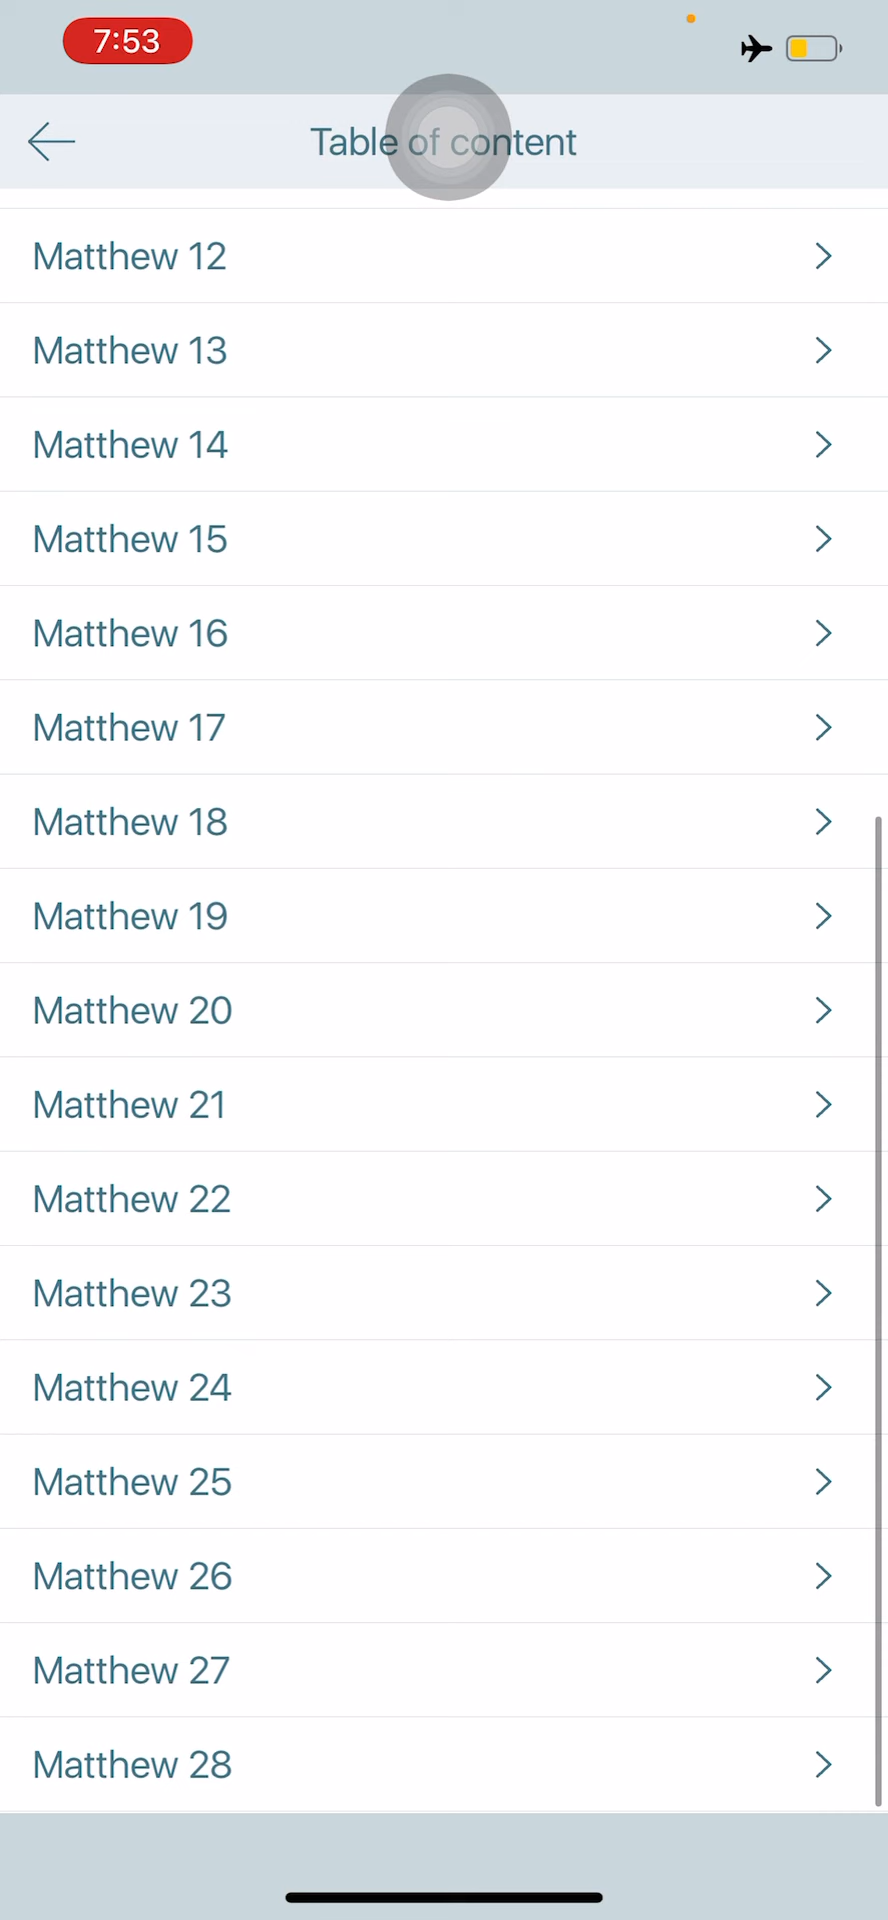 7:53
Table of content
Matthew 12
Matthew 13
Matthew 14
Matthew 15
Matthew 16
Matthew 17
Matthew 18
Matthew 19
Matthew 20
Matthew 21
Matthew 22
Matthew 23
Matthew 24
Matthew 25
Matthew 26
Matthew 27
Matthew 28